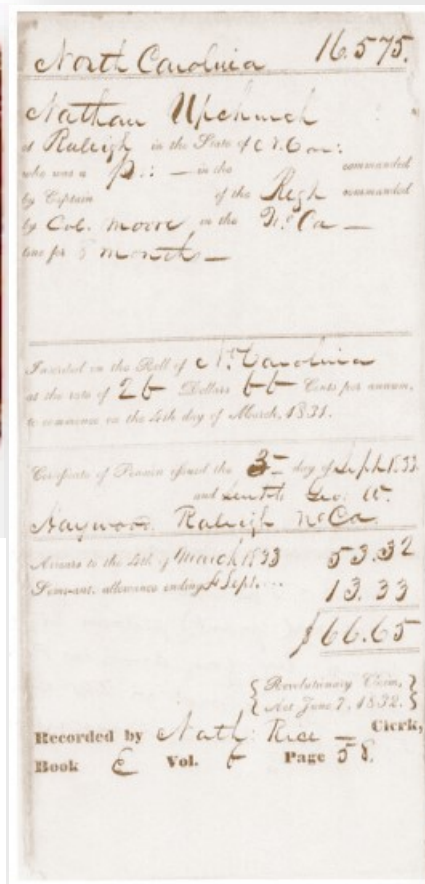 North Carolina 16.575.
Nathan Upchurch
of Raleigh in the State of N. Car:
who was a p.: — in the commanded
by Captain of the Regt commanded
by Col. Moore in the No Ca —
line for 8 months —
Inscribed on the Roll of N. Carolina
at the rate of 26 Dollars 66 Cents per annum,
to commence on the 4th day of March, 1831.
Certificate of Pension issued the 3 day of Sept 1833
and sent to Geo. W.
Haywood Raleigh No Ca.
Arrears to the 4th of March 1833 53.32
Semi-ant. allowance ending 4 Sept. 13.33
$66.65
{ Revolutionary Claim, }
{ Act June 7, 1832. }
Recorded by Nath: Rice — Clerk,
Book E Vol. 6 Page 58.